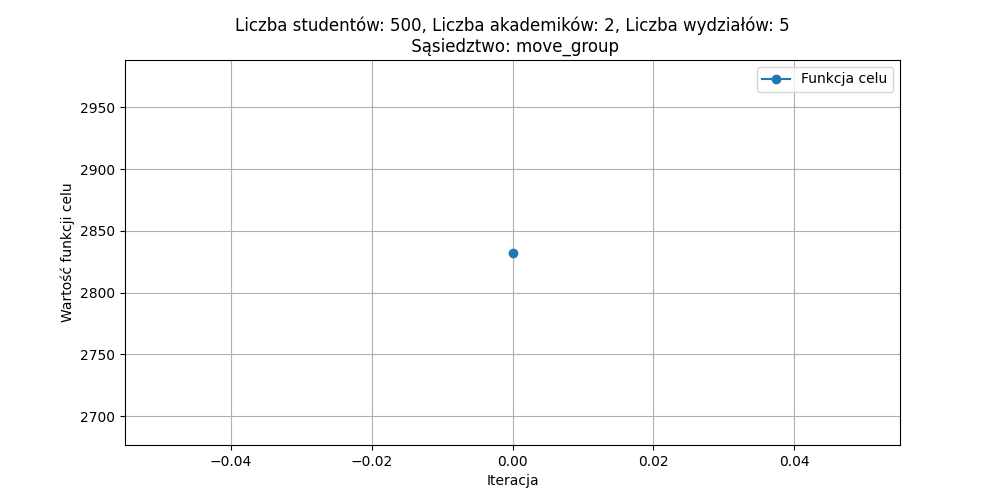 Liczba studentów: 500, Liczba akademików: 2, Liczba wydziałów: 5
Sąsiedztwo: move_group
Funkcja celu
Wartość funkcji celu
2950
2900
2850
2800
2750
2700
−0.04
−0.02
0.00
0.02
0.04
Iteracja